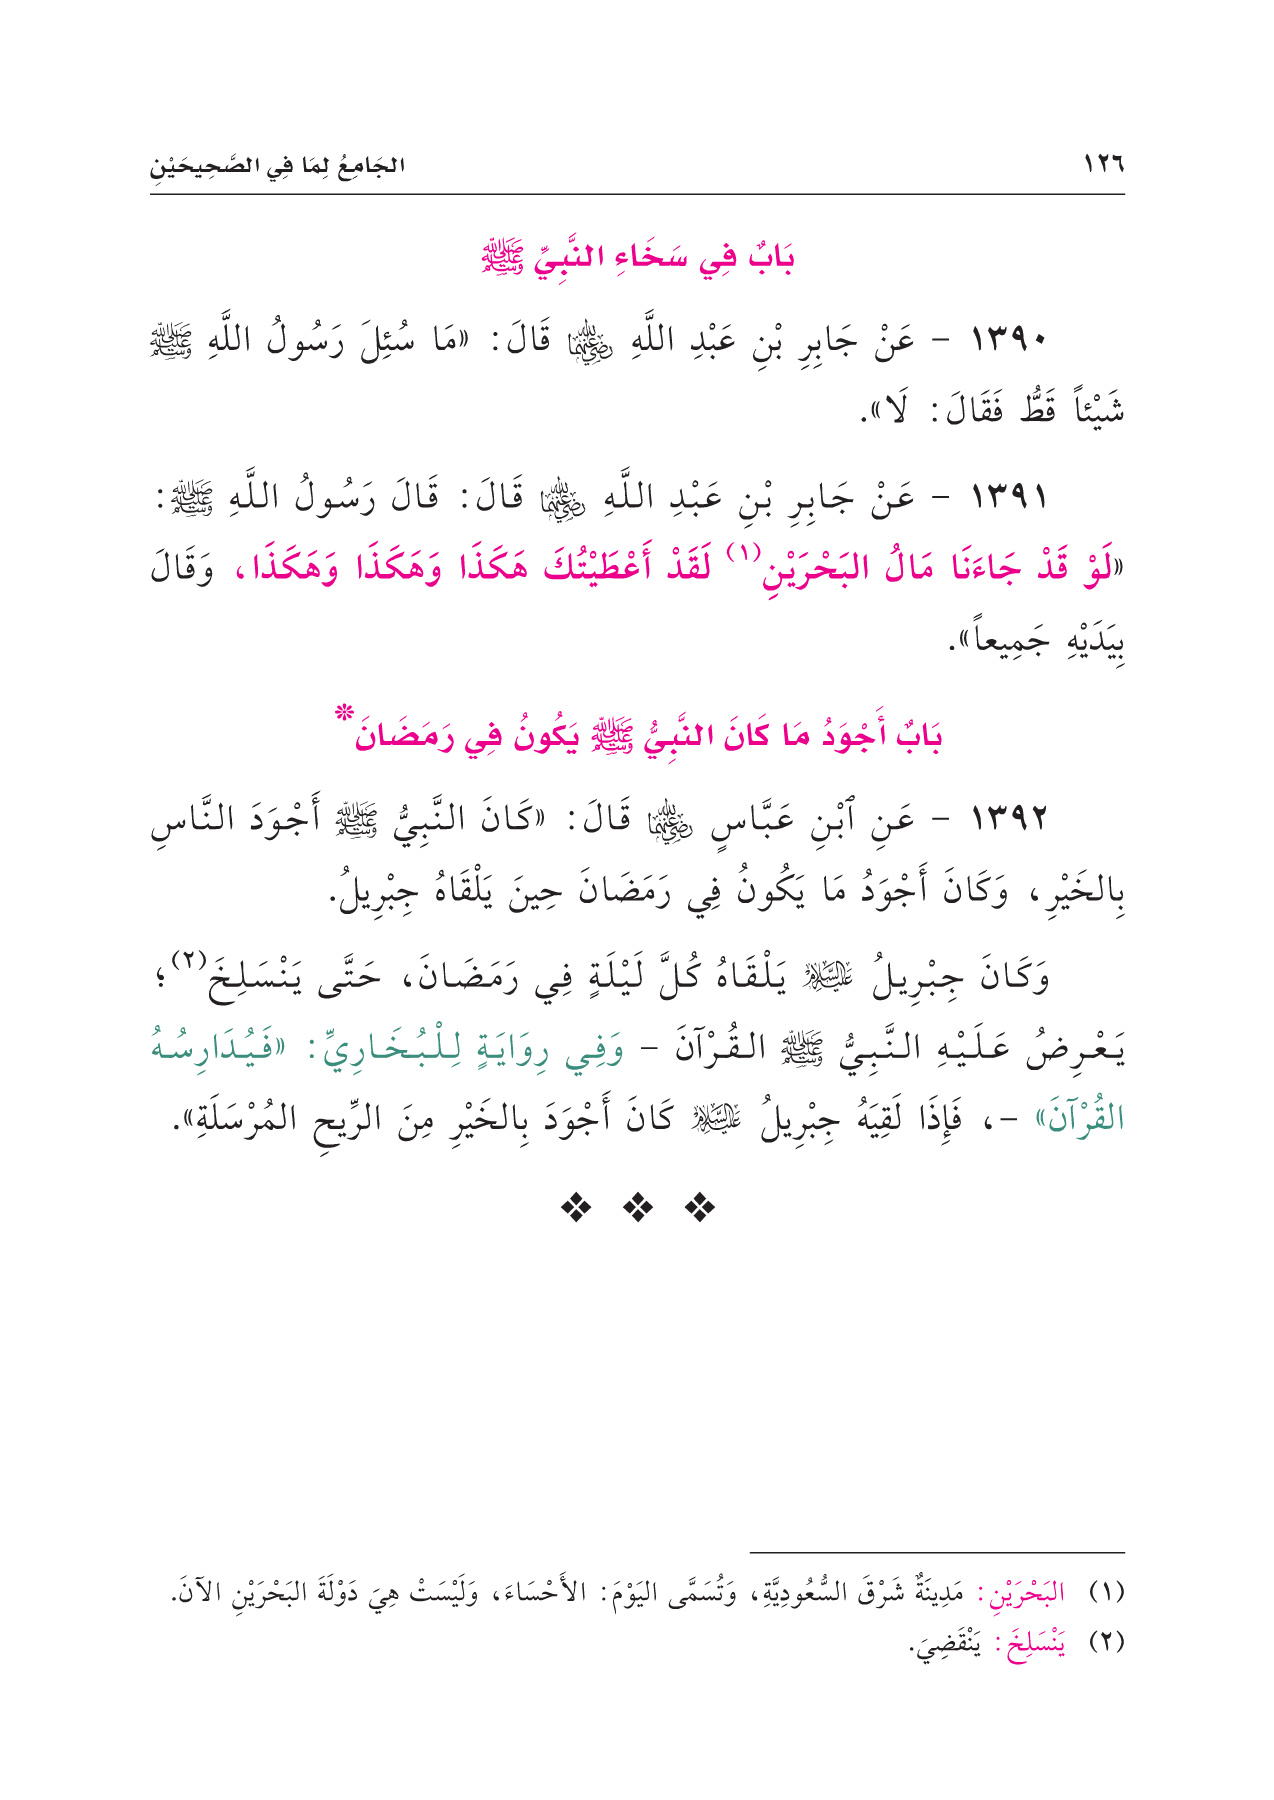 ١٢٦ الجَامِعُ لِمَا فِي الصَّحِيحَيْنِ
بَابٌ فِي سَخَاءِ النَّبِيِّ ﷺ
١٣٩٠ - عَنْ جَابِرِ بْنِ عَبْدِ اللَّهِ رضي الله عنهما قَالَ: «مَا سُئِلَ رَسُولُ اللَّهِ ﷺ
شَيْئاً قَطُّ فَقَالَ: لَا».
١٣٩١ - عَنْ جَابِرِ بْنِ عَبْدِ اللَّهِ رضي الله عنهما قَالَ: قَالَ رَسُولُ اللَّهِ ﷺ:
«لَوْ قَدْ جَاءَنَا مَالُ البَحْرَيْنِ(١) لَقَدْ أَعْطَيْتُكَ هَكَذَا وَهَكَذَا وَهَكَذَا، وَقَالَ
بِيَدَيْهِ جَمِيعاً».
بَابٌ أَجْوَدُ مَا كَانَ النَّبِيُّ ﷺ يَكُونُ فِي رَمَضَانَ*
١٣٩٢ - عَنِ ٱبْنِ عَبَّاسٍ رضي الله عنهما قَالَ: «كَانَ النَّبِيُّ ﷺ أَجْوَدَ النَّاسِ
بِالخَيْرِ، وَكَانَ أَجْوَدُ مَا يَكُونُ فِي رَمَضَانَ حِينَ يَلْقَاهُ جِبْرِيلُ.
وَكَانَ جِبْرِيلُ عليه السلام يَلْقَاهُ كُلَّ لَيْلَةٍ فِي رَمَضَانَ، حَتَّى يَنْسَلِخَ(٢)؛
يَعْرِضُ عَلَيْهِ النَّبِيُّ ﷺ القُرْآنَ - وَفِي رِوَايَةٍ لِلْبُخَارِيِّ: «فَيُدَارِسُهُ
القُرْآنَ» -، فَإِذَا لَقِيَهُ جِبْرِيلُ عليه السلام كَانَ أَجْوَدَ بِالخَيْرِ مِنَ الرِّيحِ المُرْسَلَةِ».
(١) البَحْرَيْنِ: مَدِينَةٌ شَرْقَ السُّعُودِيَّةِ، وَتُسَمَّى اليَوْمَ: الأَحْسَاءَ، وَلَيْسَتْ هِيَ دَوْلَةَ البَحْرَيْنِ الآنَ.
(٢) يَنْسَلِخَ: يَنْقَضِيَ.